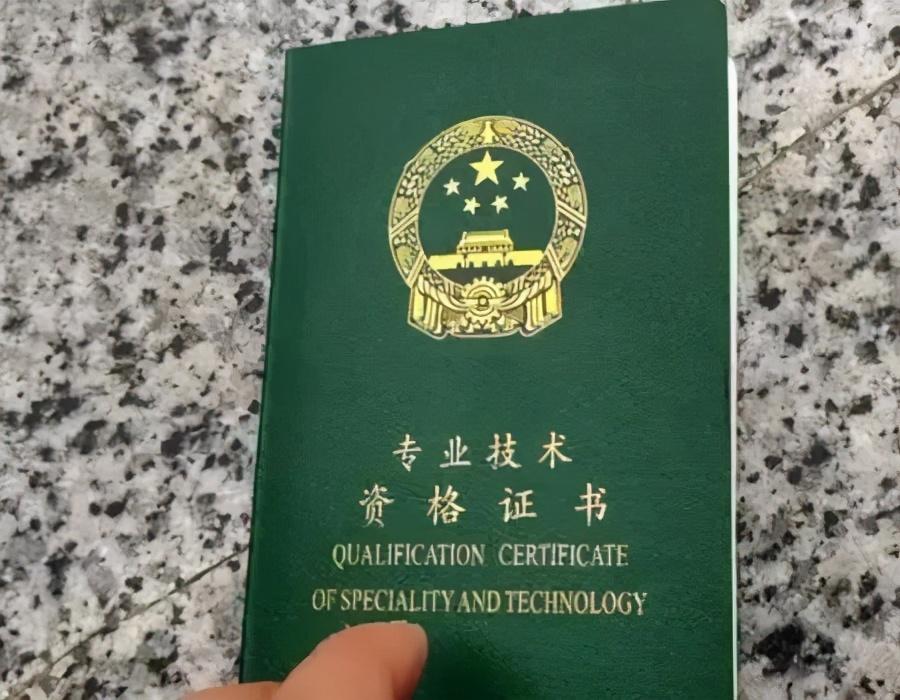 专业技术
资格证书
QUALIFICATION CERTIFICATE
OF SPECIALITY AND TECHNOLOGY